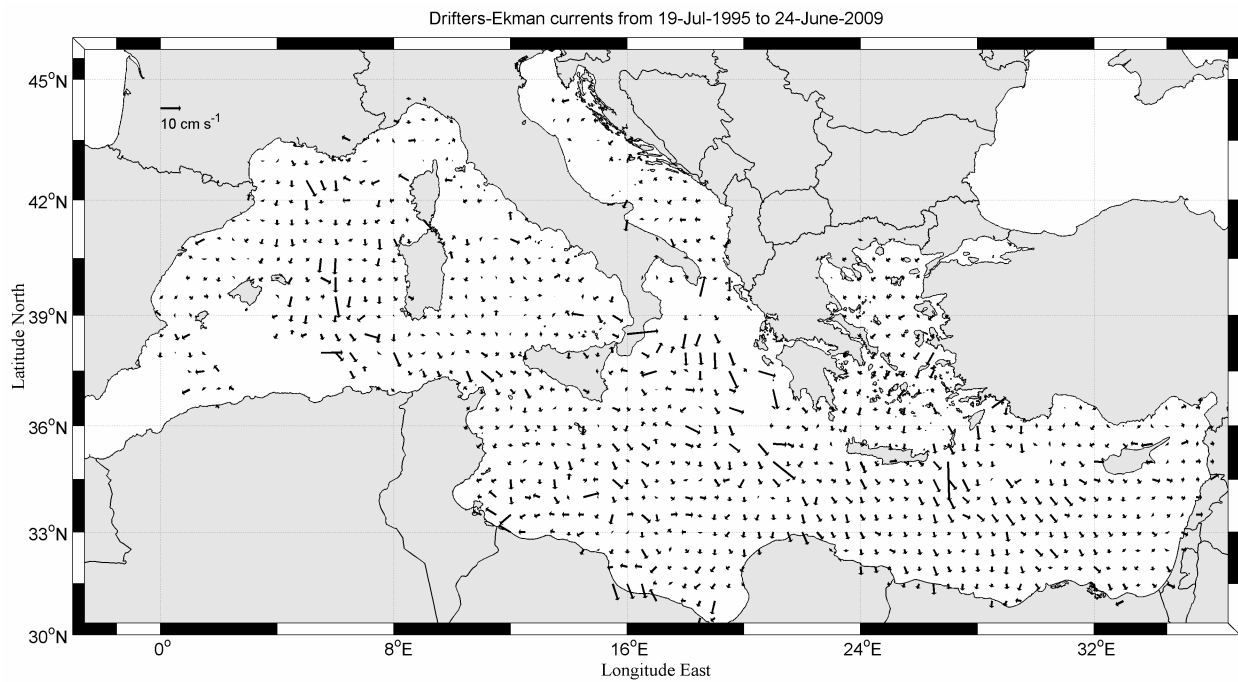 Drifters-Ekman currents from 19-Jul-1995 to 24-June-2009
45°N
10 cm s⁻¹
42°N
39°N
Latitude North
36°N
33°N
30°N
0°
8°E
16°E
24°E
32°E
Longitude East